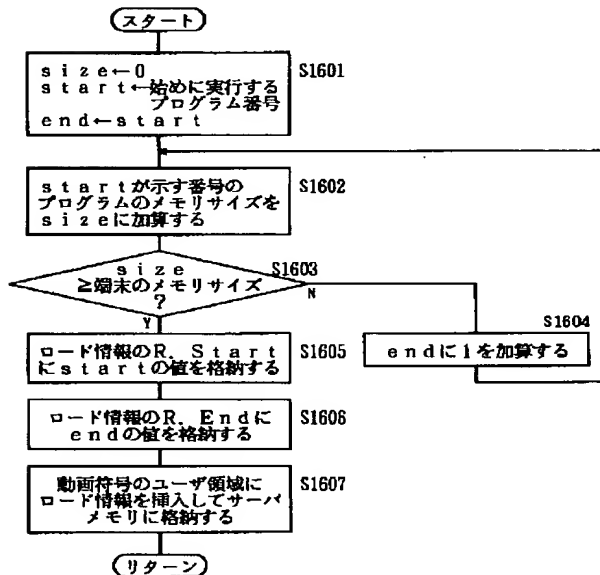 スタート
size←0
start←始めに実行する
プログラム番号
end←start
S1601
startが示す番号の
プログラムのメモリサイズを
sizeに加算する
S1602
size
≧端末のメモリサイズ
?
S1603
N
Y
S1604
endに1を加算する
ロード情報のR. Start
にstartの値を格納する
S1605
ロード情報のR. Endに
endの値を格納する
S1606
動画符号のユーザ領域に
ロード情報を挿入してサーバ
メモリに格納する
S1607
リターン